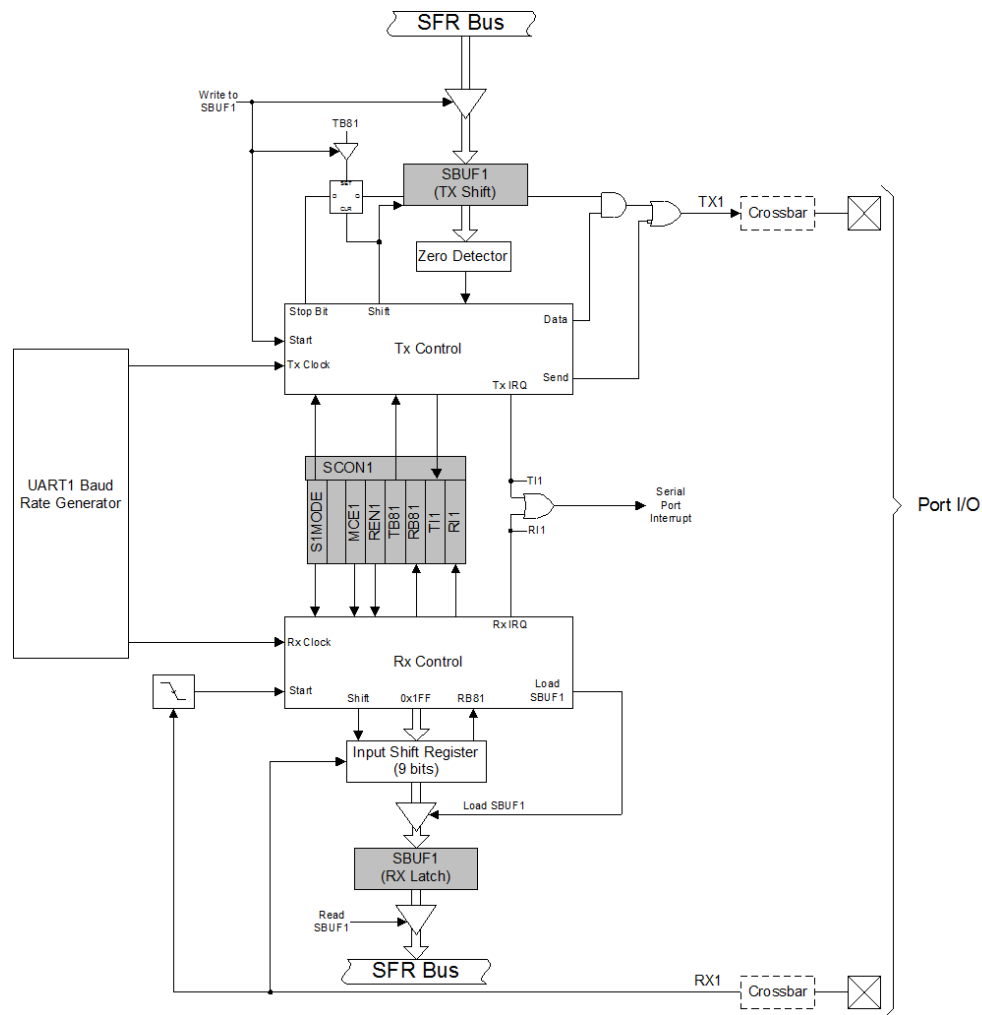 SFR Bus
Write to
SBUF1
TB81
SET
CLR
SBUF1
(TX Shift)
TX1
Crossbar
Zero Detector
Stop Bit
Shift
Data
Start
Tx Control
Tx Clock
Send
Tx IRQ
UART1 Baud
Rate Generator
SCON1
S1MODE
MCE1
REN1
TB81
RB81
TI1
RI1
TI1
RI1
Serial
Port
Interrupt
Port I/O
Rx IRQ
Rx Clock
Rx Control
Start
Load
SBUF1
Shift
0x1FF
RB81
Input Shift Register
(9 bits)
Load SBUF1
SBUF1
(RX Latch)
Read
SBUF1
SFR Bus
RX1
Crossbar